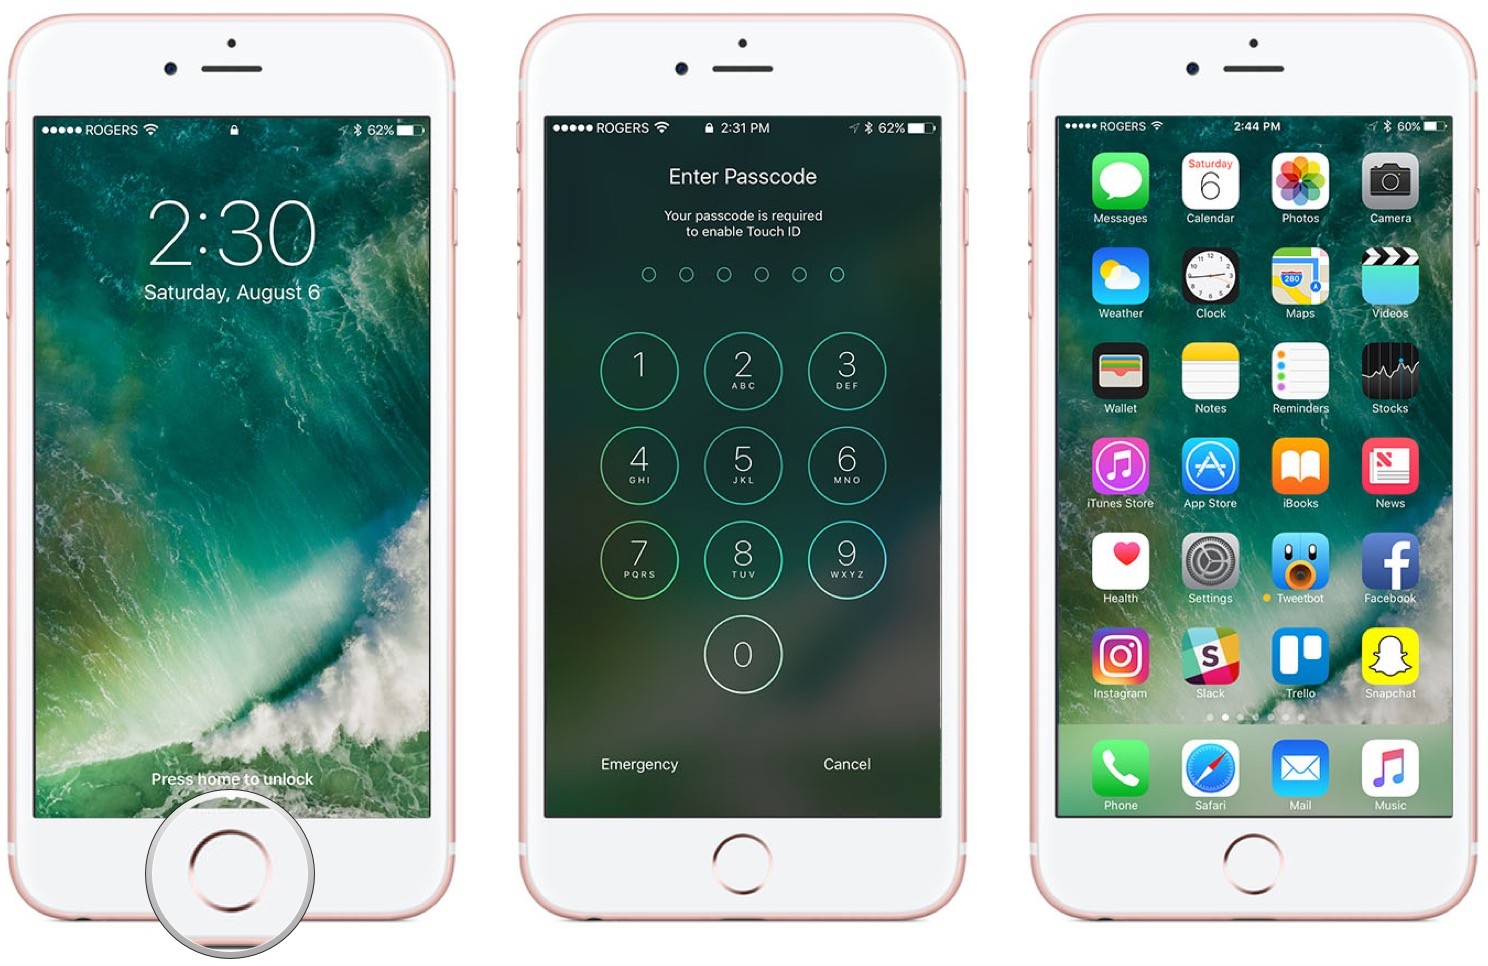 ROGERS 62%
2:30
Saturday, August 6
Press home to unlock
ROGERS 2:31 PM 62%
Enter Passcode
Your passcode is required
to enable Touch ID
1 2 3
ABC DEF
4 5 6
GHI JKL MNO
7 8 9
PQRS TUV WXYZ
0
Emergency Cancel
ROGERS 2:44 PM 60%
Saturday
6
Messages Calendar Photos Camera
280
Weather Clock Maps Videos
Wallet Notes Reminders Stocks
iTunes Store App Store iBooks News
Health Settings Tweetbot Facebook
S
Instagram Slack Trello Snapchat
Phone Safari Mail Music